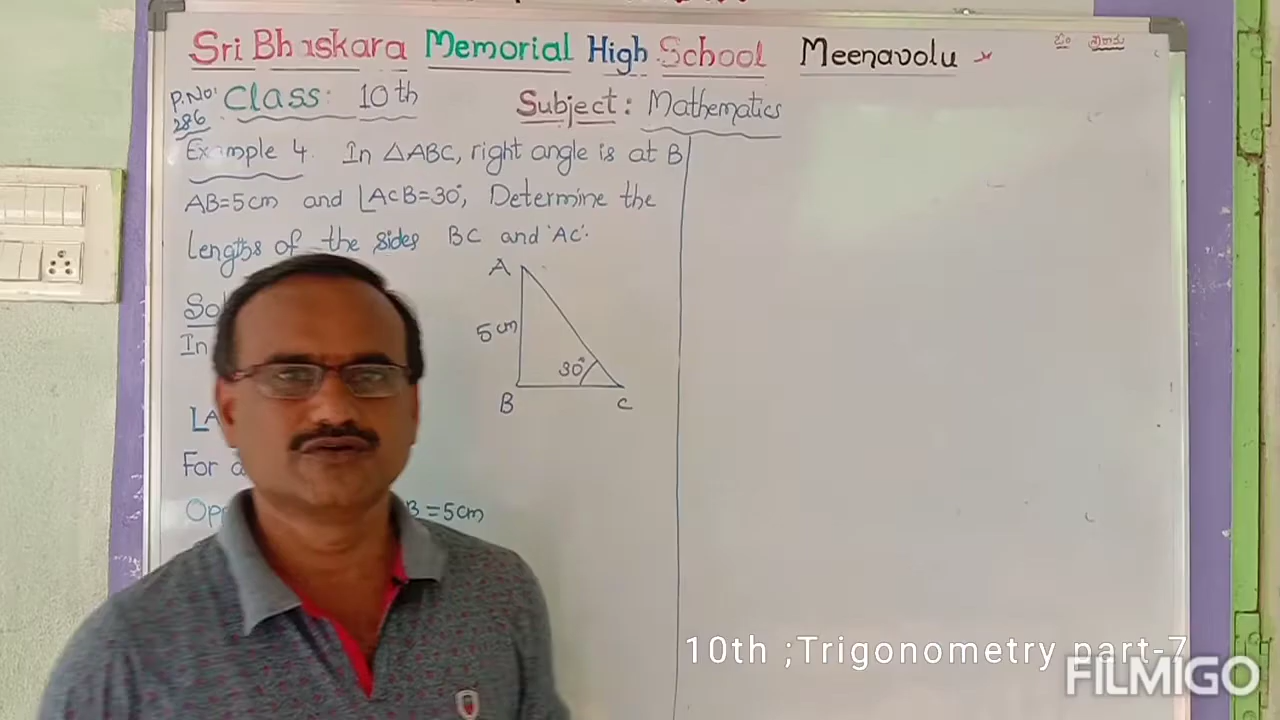 Sri Bhaskara Memorial High School Meenavolu
P.No: Class: 10th Subject: Mathematics
286
Example 4. In △ABC, right angle is at B
AB=5cm and ∠ACB=30°, Determine the
lengths of the sides BC and 'AC'.
A
In
5cm
30°
B C
For
B = 5cm
10th ;Trigonometry part-7
FILMIGO